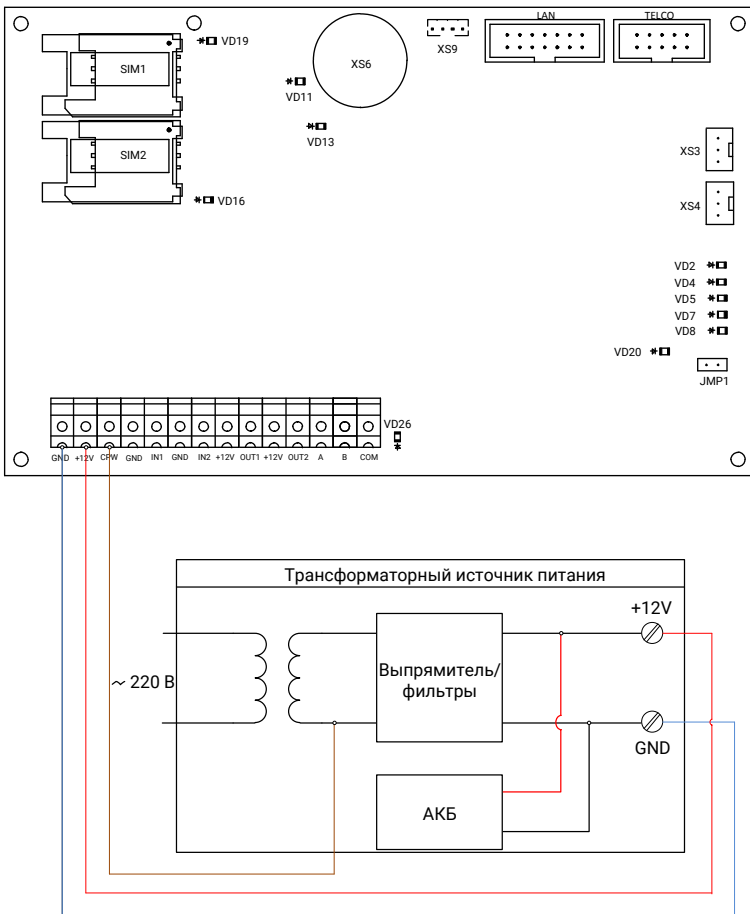 LAN
TELCO
SIM1
VD19
XS6
XS9
VD11
VD13
SIM2
XS3
XS4
VD16
VD2
VD4
VD5
VD7
VD8
VD20
JMP1
VD26
GND +12V CPW GND IN1 GND IN2 +12V OUT1 +12V OUT2 A B COM
Трансформаторный источник питания
+12V
~ 220 В
Выпрямитель/
фильтры
GND
АКБ